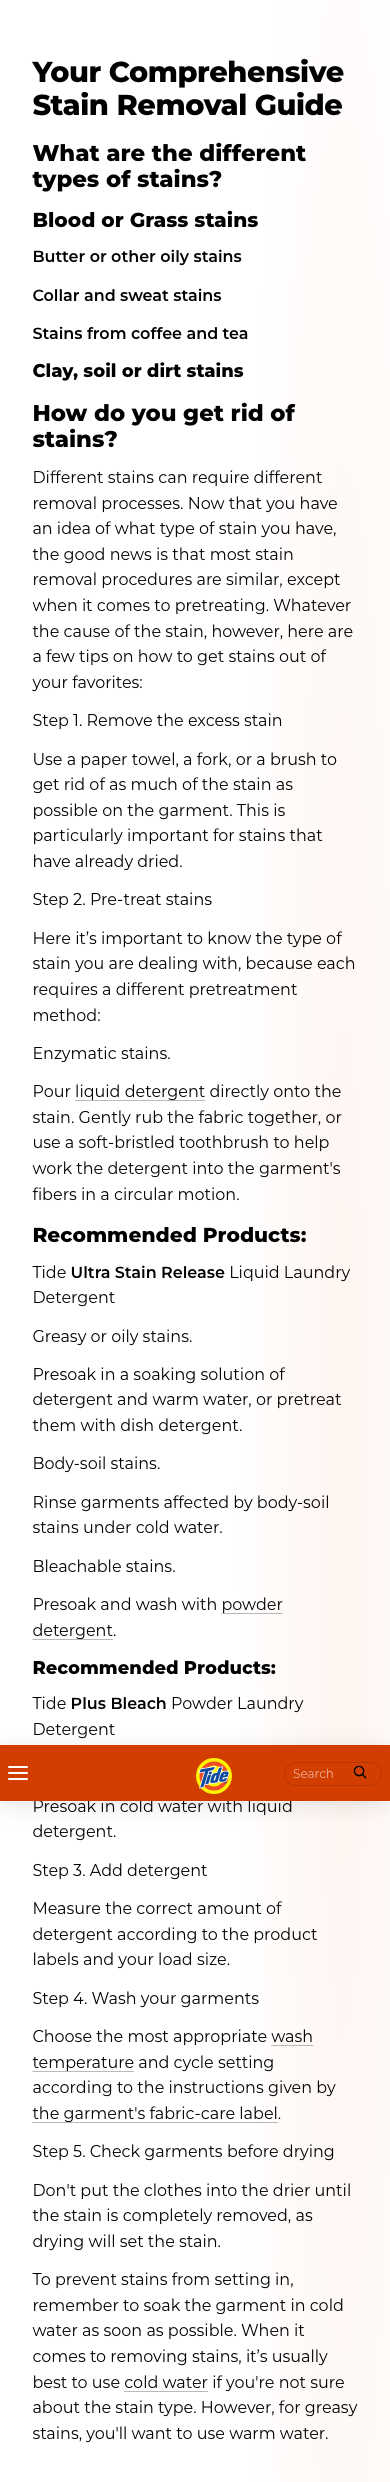 Your Comprehensive
Stain Removal Guide
What are the different
types of stains?
Blood or Grass stains
Butter or other oily stains
Collar and sweat stains
Stains from coffee and tea
Clay, soil or dirt stains
How do you get rid of
stains?
Different stains can require different
removal processes. Now that you have
an idea of what type of stain you have,
the good news is that most stain
removal procedures are similar, except
when it comes to pretreating. Whatever
the cause of the stain, however, here are
a few tips on how to get stains out of
your favorites:
Step 1. Remove the excess stain
Use a paper towel, a fork, or a brush to
get rid of as much of the stain as
possible on the garment. This is
particularly important for stains that
have already dried.
Step 2. Pre-treat stains
Here it’s important to know the type of
stain you are dealing with, because each
requires a different pretreatment
method:
Enzymatic stains.
Pour liquid detergent directly onto the
stain. Gently rub the fabric together, or
use a soft-bristled toothbrush to help
work the detergent into the garment's
fibers in a circular motion.
Recommended Products:
Tide Ultra Stain Release Liquid Laundry
Detergent
Greasy or oily stains.
Presoak in a soaking solution of
detergent and warm water, or pretreat
them with dish detergent.
Body-soil stains.
Rinse garments affected by body-soil
stains under cold water.
Bleachable stains.
Presoak and wash with powder
detergent.
Recommended Products:
Tide Plus Bleach Powder Laundry
Detergent
Tide Search
Presoak in cold water with liquid
detergent.
Step 3. Add detergent
Measure the correct amount of
detergent according to the product
labels and your load size.
Step 4. Wash your garments
Choose the most appropriate wash
temperature and cycle setting
according to the instructions given by
the garment's fabric-care label.
Step 5. Check garments before drying
Don't put the clothes into the drier until
the stain is completely removed, as
drying will set the stain.
To prevent stains from setting in,
remember to soak the garment in cold
water as soon as possible. When it
comes to removing stains, it’s usually
best to use cold water if you're not sure
about the stain type. However, for greasy
stains, you'll want to use warm water.